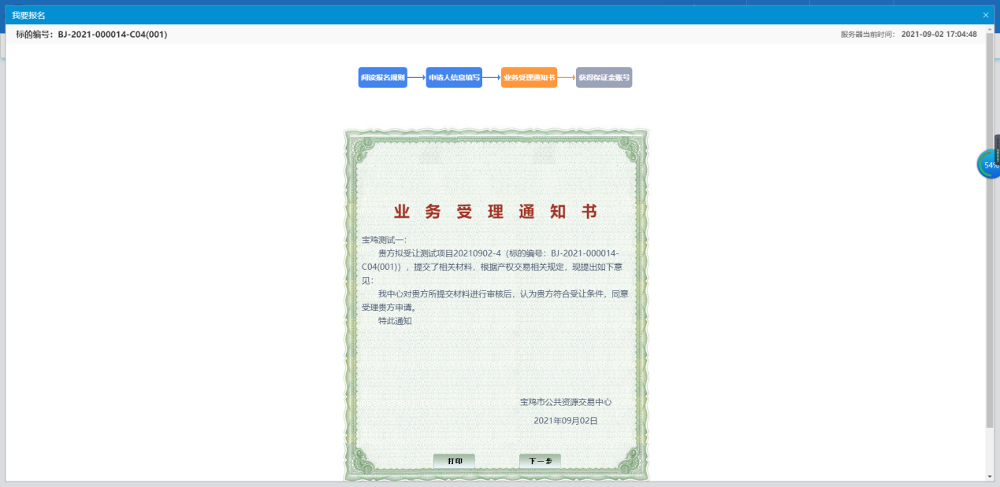 我要报名
×
标的编号：BJ-2021-000014-C04(001)
服务器当前时间： 2021-09-02 17:04:48
阅读报名规则
申请人信息填写
业务受理通知书
获得保证金账号
54%
业务受理通知书
宝鸡测试一：
贵方拟受让测试项目20210902-4（标的编号：BJ-2021-000014-
C04(001)），提交了相关材料，根据产权交易相关规定，现提出如下意
见：
我中心对贵方所提交材料进行审核后，认为贵方符合受让条件，同意
受理贵方申请。
特此通知
宝鸡市公共资源交易中心
2021年09月02日
打印
下一步